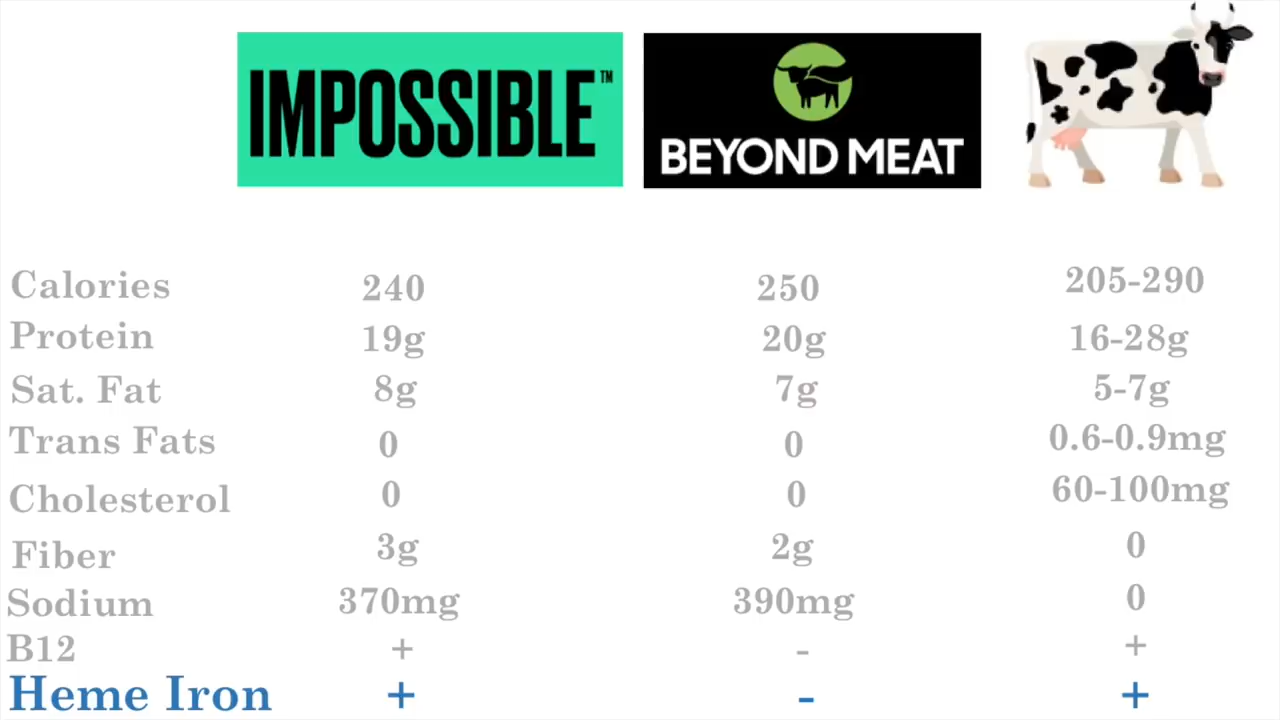 IMPOSSIBLE™
BEYOND MEAT
Calories 240 250 205-290
Protein 19g 20g 16-28g
Sat. Fat 8g 7g 5-7g
Trans Fats 0 0 0.6-0.9mg
Cholesterol 0 0 60-100mg
Fiber 3g 2g 0
Sodium 370mg 390mg 0
B12 + - +
Heme Iron + - +